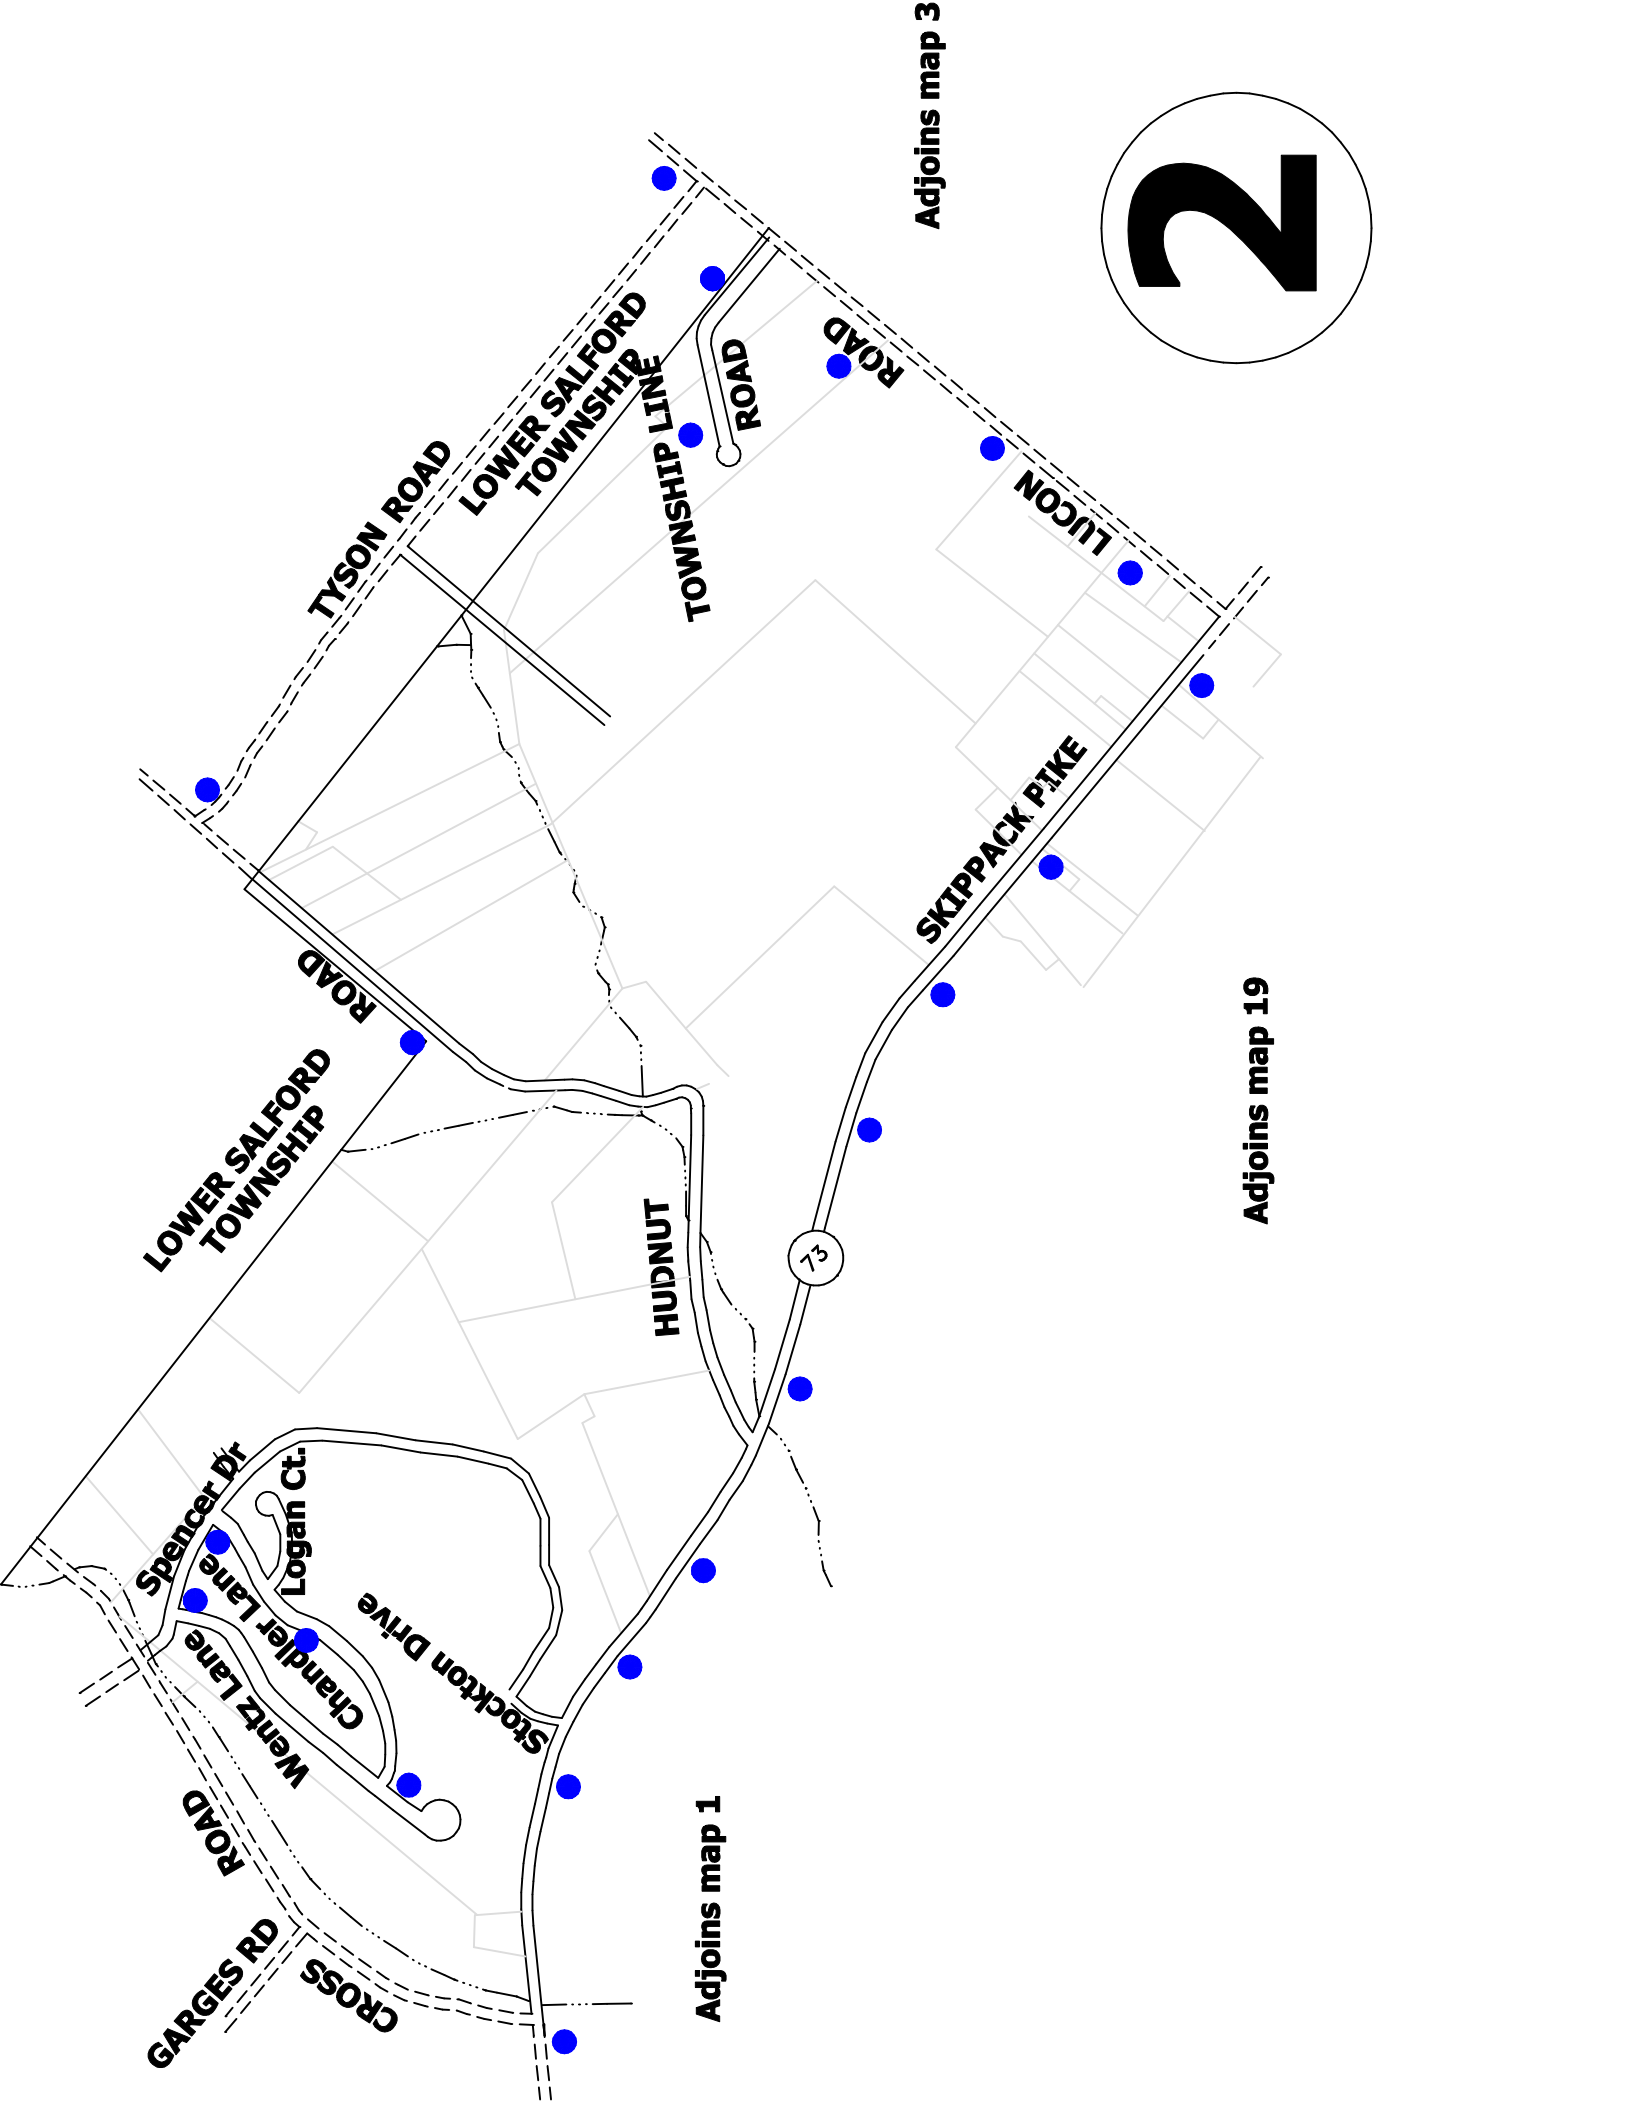 Adjoins map 3
2
LOWER SALFORD
TOWNSHIP
TYSON ROAD
TOWNSHIP LINE
ROAD
LUCON
ROAD
SKIPPACK PIKE
ROAD
LOWER SALFORD
TOWNSHIP
HUDNUT
73
Adjoins map 19
Spencer Dr
Logan Ct.
Chandler Lane
Wentz Lane
Stockton Drive
ROAD
GARGES RD
CROSS
Adjoins map 1